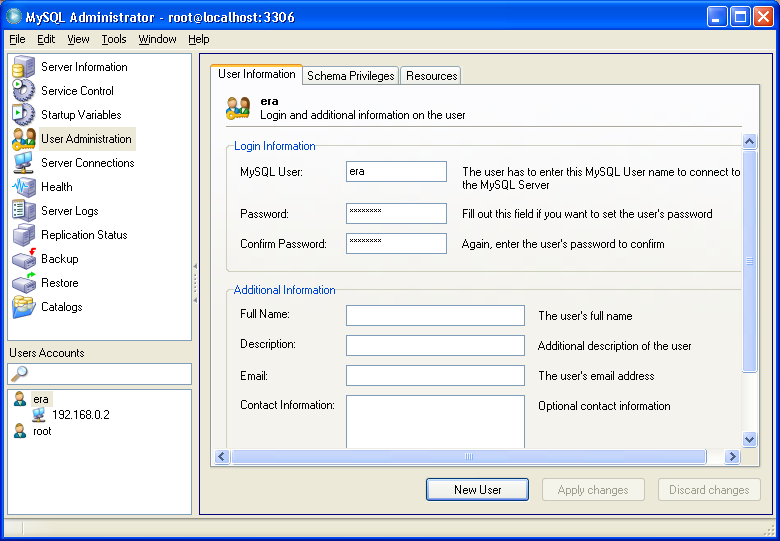 MySQL Administrator - root@localhost:3306
File Edit View Tools Window Help
Server Information
Service Control
Startup Variables
User Administration
Server Connections
Health
Server Logs
Replication Status
Backup
Restore
Catalogs
Users Accounts
era
192.168.0.2
root
User Information Schema Privileges Resources
era
Login and additional information on the user
Login Information
MySQL User: era The user has to enter this MySQL User name to connect to
the MySQL Server
Password: ******** Fill out this field if you want to set the user's password
Confirm Password: ******** Again, enter the user's password to confirm
Additional Information
Full Name: The user's full name
Description: Additional description of the user
Email: The user's email address
Contact Information: Optional contact information
New User Apply changes Discard changes